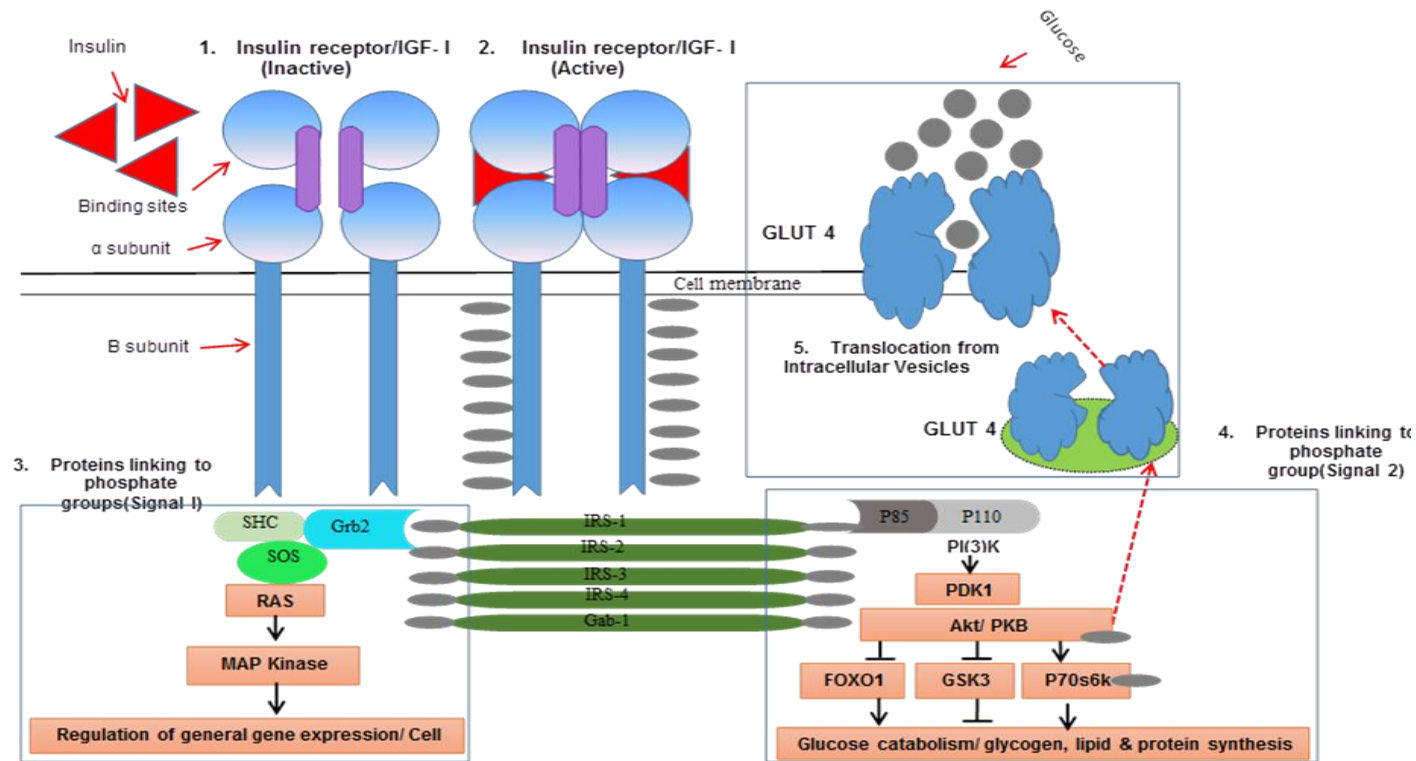 Insulin
1. Insulin receptor/IGF- I
(Inactive)
2. Insulin receptor/IGF- I
(Active)
Glucose
Binding sites
α subunit
GLUT 4
Cell membrane
B subunit
5. Translocation from
Intracellular Vesicles
GLUT 4
4. Proteins linking to
phosphate
group(Signal 2)
3. Proteins linking to
phosphate
groups(Signal I)
SHC
Grb2
SOS
RAS
MAP Kinase
Regulation of general gene expression/ Cell
IRS-1
IRS-2
IRS-3
IRS-4
Gab-1
P85
P110
PI(3)K
PDK1
Akt/ PKB
FOXO1
GSK3
P70s6k
Glucose catabolism/ glycogen, lipid & protein synthesis